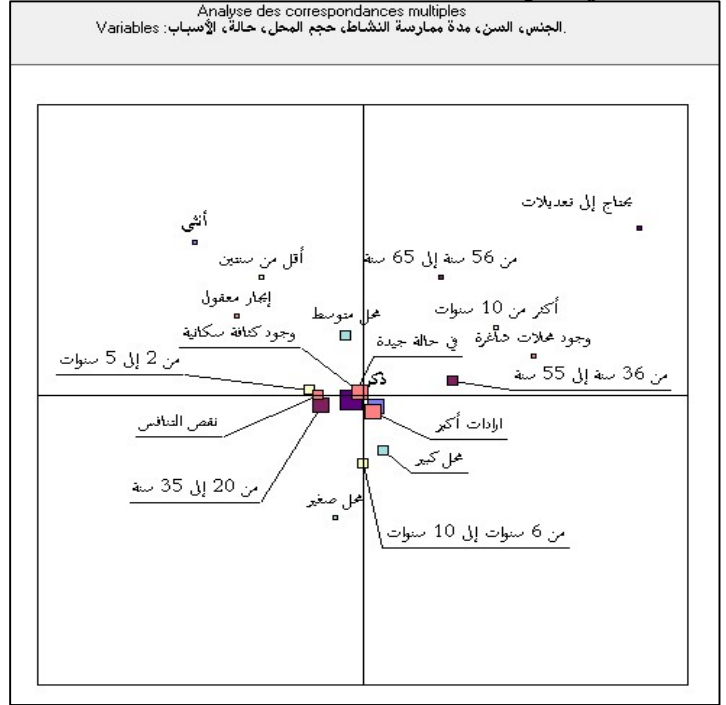 Analyse des correspondances multiples
Variables :الجنس، السن، مدة ممارسة النشاط، حجم المحل، حالة، الأسباب.
يحتاج إلى تعديلات
أنثى
أقل من سنتين
من 56 سنة إلى 65 سنة
إيجار معقول
محل متوسط
أكثر من 10 سنوات
وجود كثافة سكانية
في حالة جيدة
وجود محلات شاغرة
من 2 إلى 5 سنوات
ذكر
من 36 سنة إلى 55 سنة
نقص التنافس
ارادات أكبر
محل كبير
من 20 إلى 35 سنة
محل صغير
من 6 سنوات إلى 10 سنوات